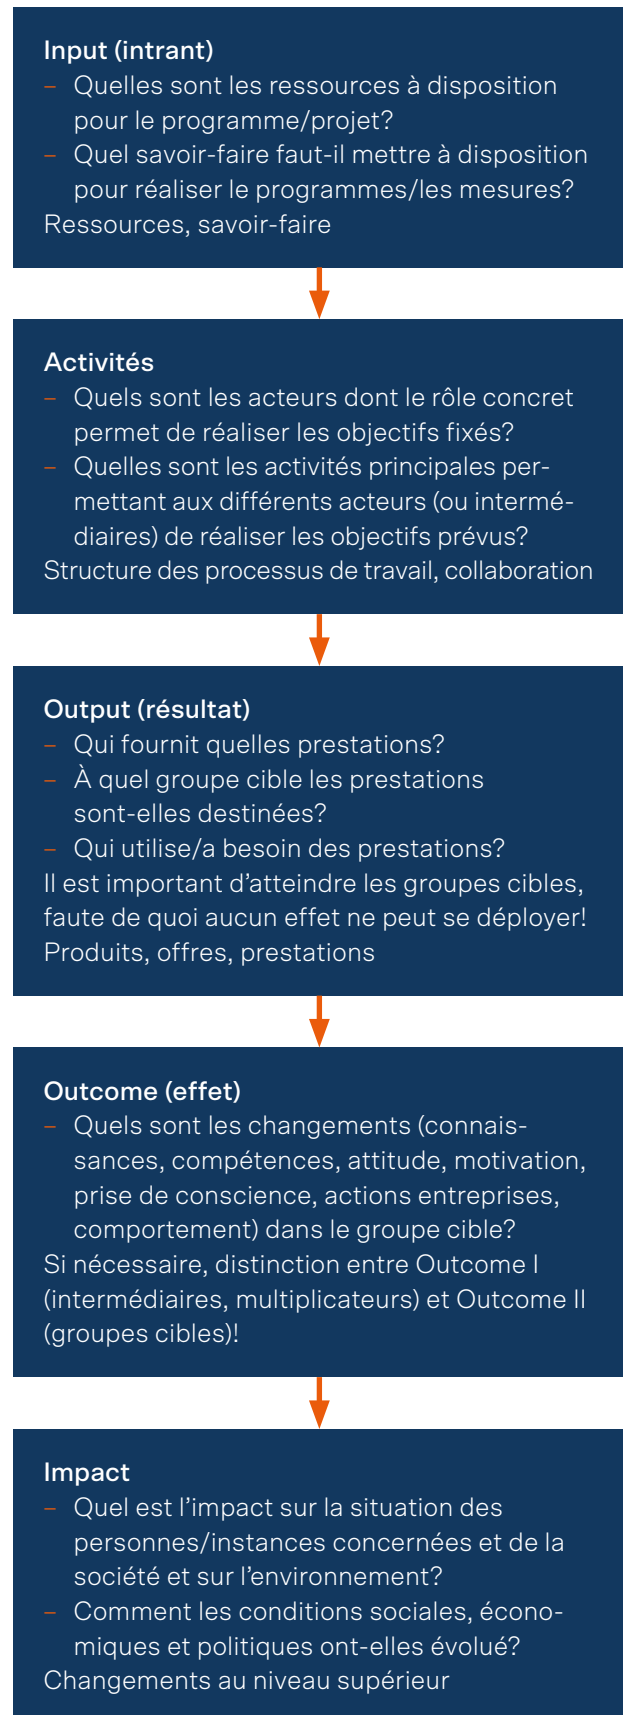 Input (intrant)
– Quelles sont les ressources à disposition
pour le programme/projet?
– Quel savoir-faire faut-il mettre à disposition
pour réaliser le programmes/les mesures?
Ressources, savoir-faire
Activités
– Quels sont les acteurs dont le rôle concret
permet de réaliser les objectifs fixés?
– Quelles sont les activités principales per-
mettant aux différents acteurs (ou intermé-
diaires) de réaliser les objectifs prévus?
Structure des processus de travail, collaboration
Output (résultat)
– Qui fournit quelles prestations?
– À quel groupe cible les prestations
sont-elles destinées?
– Qui utilise/a besoin des prestations?
Il est important d’atteindre les groupes cibles,
faute de quoi aucun effet ne peut se déployer!
Produits, offres, prestations
Outcome (effet)
– Quels sont les changements (connais-
sances, compétences, attitude, motivation,
prise de conscience, actions entreprises,
comportement) dans le groupe cible?
Si nécessaire, distinction entre Outcome I
(intermédiaires, multiplicateurs) et Outcome II
(groupes cibles)!
Impact
– Quel est l’impact sur la situation des
personnes/instances concernées et de la
société et sur l’environnement?
– Comment les conditions sociales, écono-
miques et politiques ont-elles évolué?
Changements au niveau supérieur